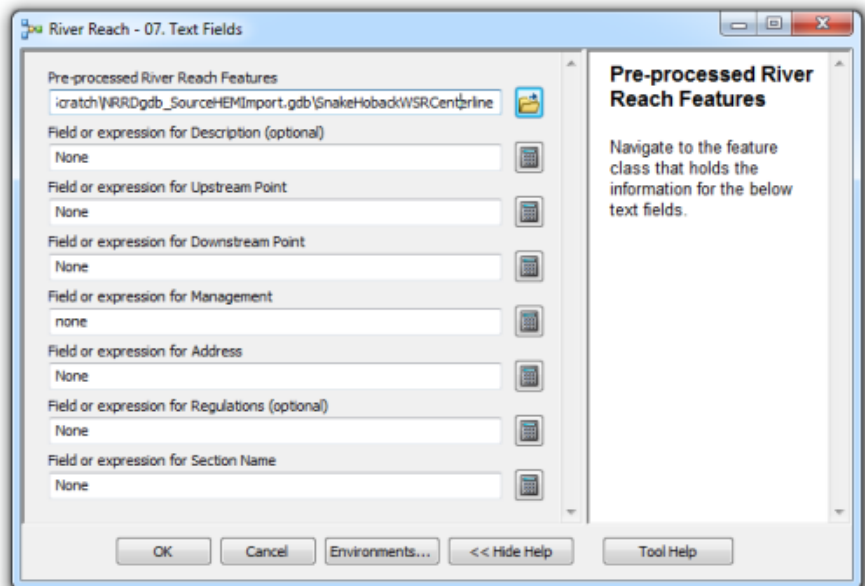 River Reach - 07. Text Fields
Pre-processed River Reach Features
:cratch\NRRDgdb_SourceHEMImport.gdb\SnakeHobackWSRCenterline
Field or expression for Description (optional)
None
Field or expression for Upstream Point
None
Field or expression for Downstream Point
None
Field or expression for Management
none
Field or expression for Address
None
Field or expression for Regulations (optional)
None
Field or expression for Section Name
None
Pre-processed River
Reach Features
Navigate to the feature
class that holds the
information for the below
text fields.
OK
Cancel
Environments...
<< Hide Help
Tool Help